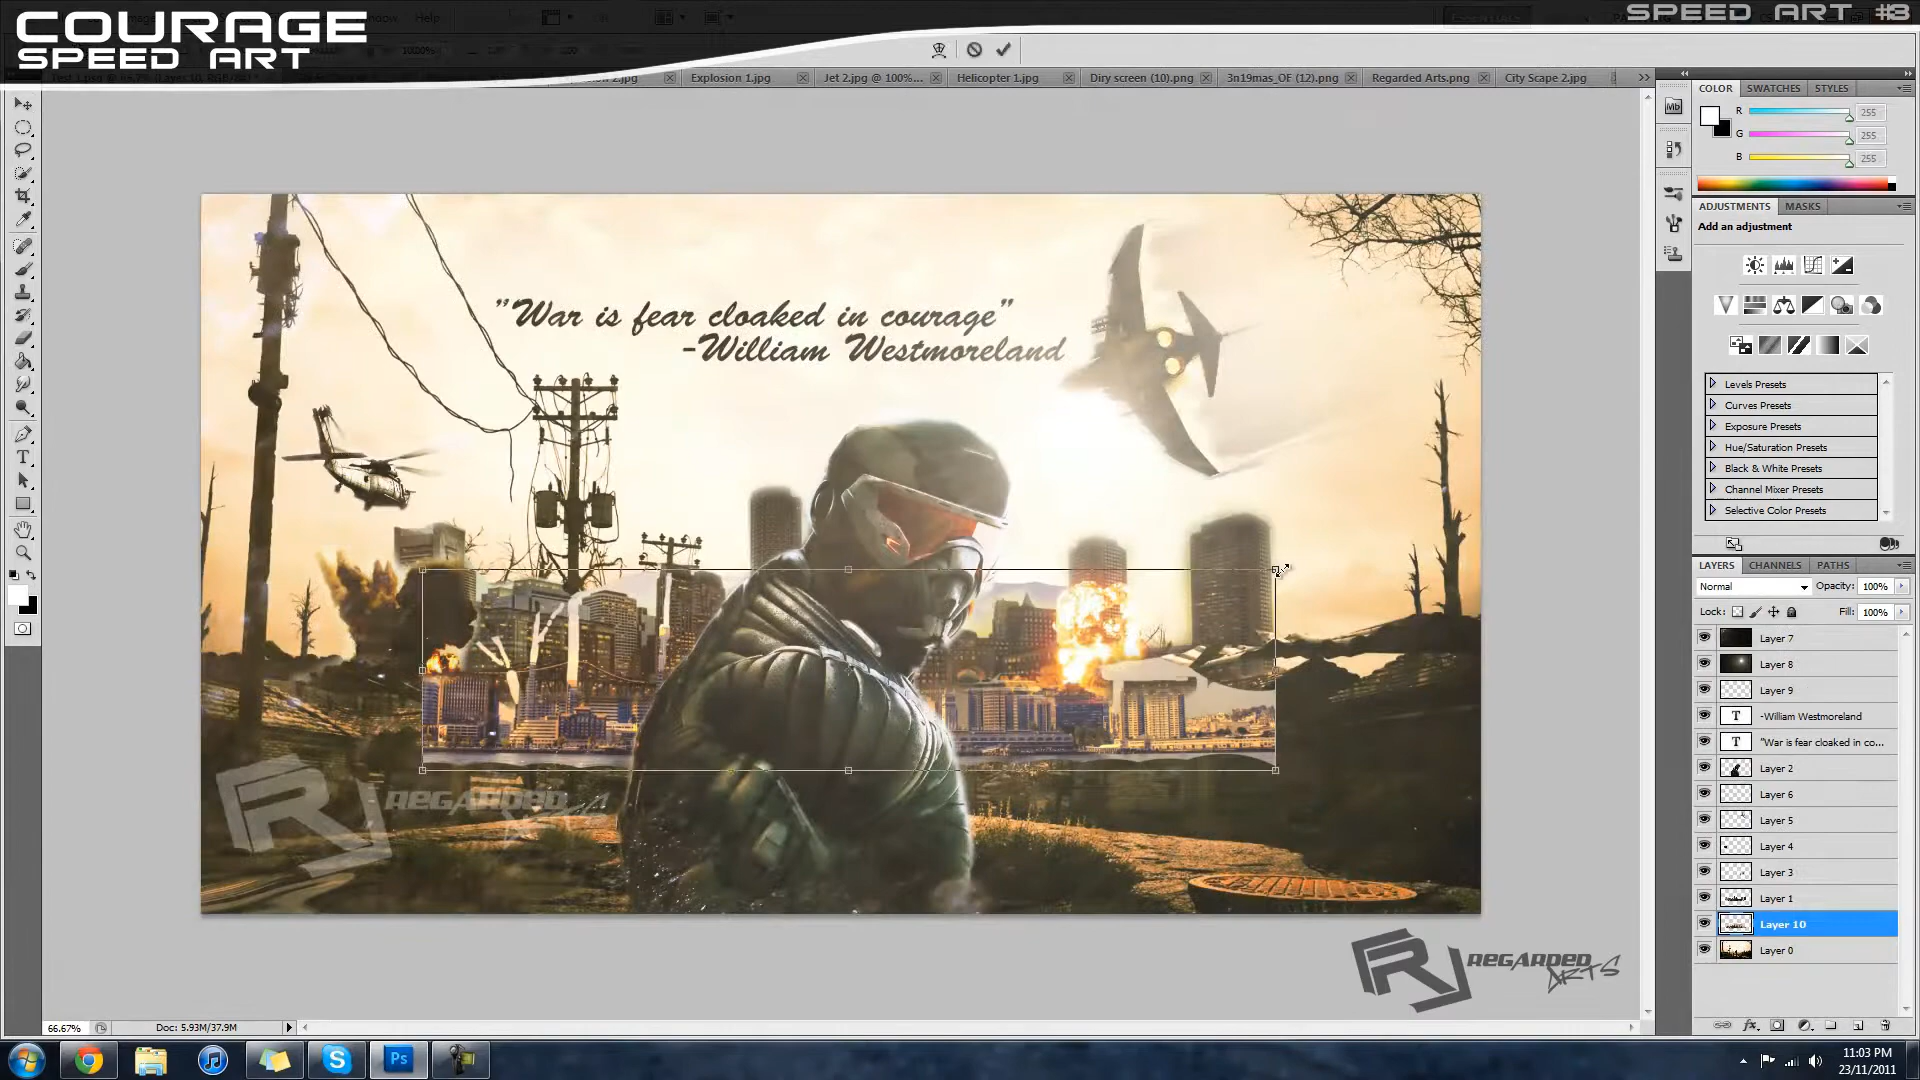 COURAGE
SPEED ART
SPEED ART #3
Explosion 1.jpg
Jet 2.jpg @ 100%...
Helicopter 1.jpg
Diry screen (10).png
3n19mas_OF (12).png
Regarded Arts.png
City Scape 2.jpg
COLOR
SWATCHES
STYLES
Mb
R
255
G
255
B
255
ADJUSTMENTS
MASKS
Add an adjustment
"War is fear cloaked in courage"
-William Westmoreland
Levels Presets
Curves Presets
Exposure Presets
Hue/Saturation Presets
Black & White Presets
Channel Mixer Presets
Selective Color Presets
LAYERS
CHANNELS
PATHS
Normal
Opacity: 100%
Lock:
Fill: 100%
Layer 7
Layer 8
Layer 9
T -William Westmoreland
T "War is fear cloaked in co...
Layer 2
Layer 6
Layer 5
Layer 4
Layer 3
Layer 1
Layer 10
Layer 0
REGARDED
ARTS
REGARDED
ARTS
66.67%
Doc: 5.93M/37.9M
Ps
11:03 PM
23/11/2011